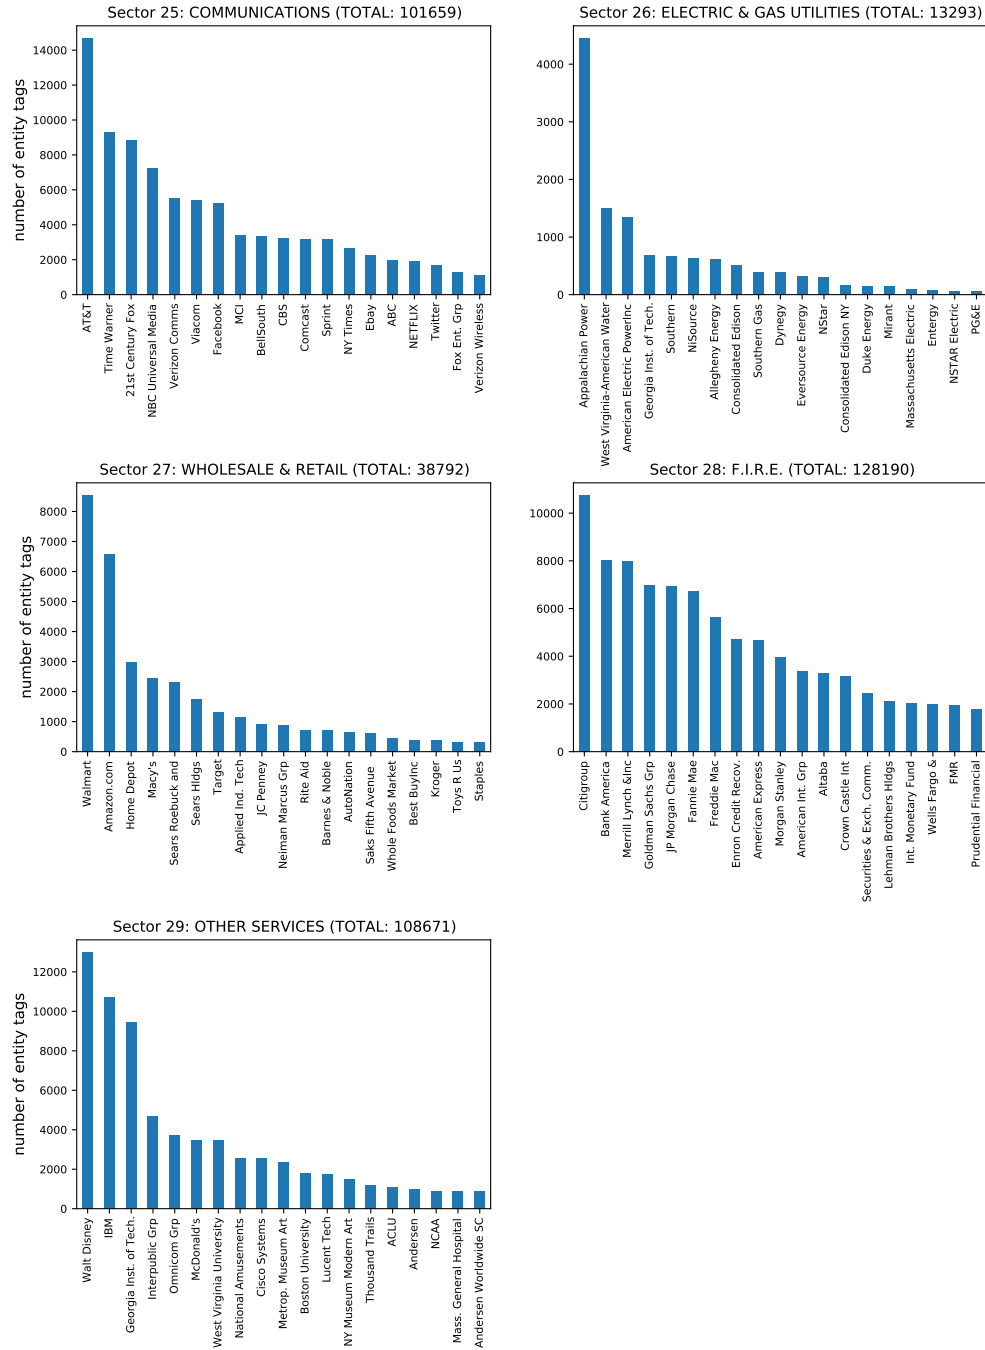 Sector 25: COMMUNICATIONS (TOTAL: 101659)
number of entity tags
14000
12000
10000
8000
6000
4000
2000
0
AT&T
Time Warner
21st Century Fox
NBC Universal Media
Verizon Comms
Viacom
Facebook
MCI
BellSouth
CBS
Comcast
Sprint
NY Times
Ebay
ABC
NETFLIX
Twitter
Fox Ent. Grp
Verizon Wireless
Sector 26: ELECTRIC & GAS UTILITIES (TOTAL: 13293)
4000
3000
2000
1000
0
Appalachian Power
West Virginia-American Water
American Electric PowerInc
Georgia Inst. of Tech.
Southern
NiSource
Allegheny Energy
Consolidated Edison
Southern Gas
Dynegy
Eversource Energy
NStar
Consolidated Edison NY
Duke Energy
Mirant
Massachusetts Electric
Entergy
NSTAR Electric
PG&E
Sector 27: WHOLESALE & RETAIL (TOTAL: 38792)
number of entity tags
8000
7000
6000
5000
4000
3000
2000
1000
0
Walmart
Amazon.com
Home Depot
Macy's
Sears Roebuck and
Sears Hldgs
Target
Applied Ind. Tech
JC Penney
Neiman Marcus Grp
Rite Aid
Barnes & Noble
AutoNation
Saks Fifth Avenue
Whole Foods Market
Best BuyInc
Kroger
Toys R Us
Staples
Sector 28: F.I.R.E. (TOTAL: 128190)
10000
8000
6000
4000
2000
0
Citigroup
Bank America
Merrill Lynch &Inc
Goldman Sachs Grp
JP Morgan Chase
Fannie Mae
Freddie Mac
Enron Credit Recov.
American Express
Morgan Stanley
American Int. Grp
Altaba
Crown Castle Int
Securities & Exch. Comm.
Lehman Brothers Hldgs
Int. Monetary Fund
Wells Fargo &
FMR
Prudential Financial
Sector 29: OTHER SERVICES (TOTAL: 108671)
number of entity tags
12000
10000
8000
6000
4000
2000
0
Walt Disney
IBM
Georgia Inst. of Tech.
Interpublic Grp
Omnicom Grp
McDonald's
West Virginia University
National Amusements
Cisco Systems
Metrop. Museum Art
Boston University
Lucent Tech
NY Museum Modern Art
Thousand Trails
ACLU
Andersen
NCAA
Mass. General Hospital
Andersen Worldwide SC